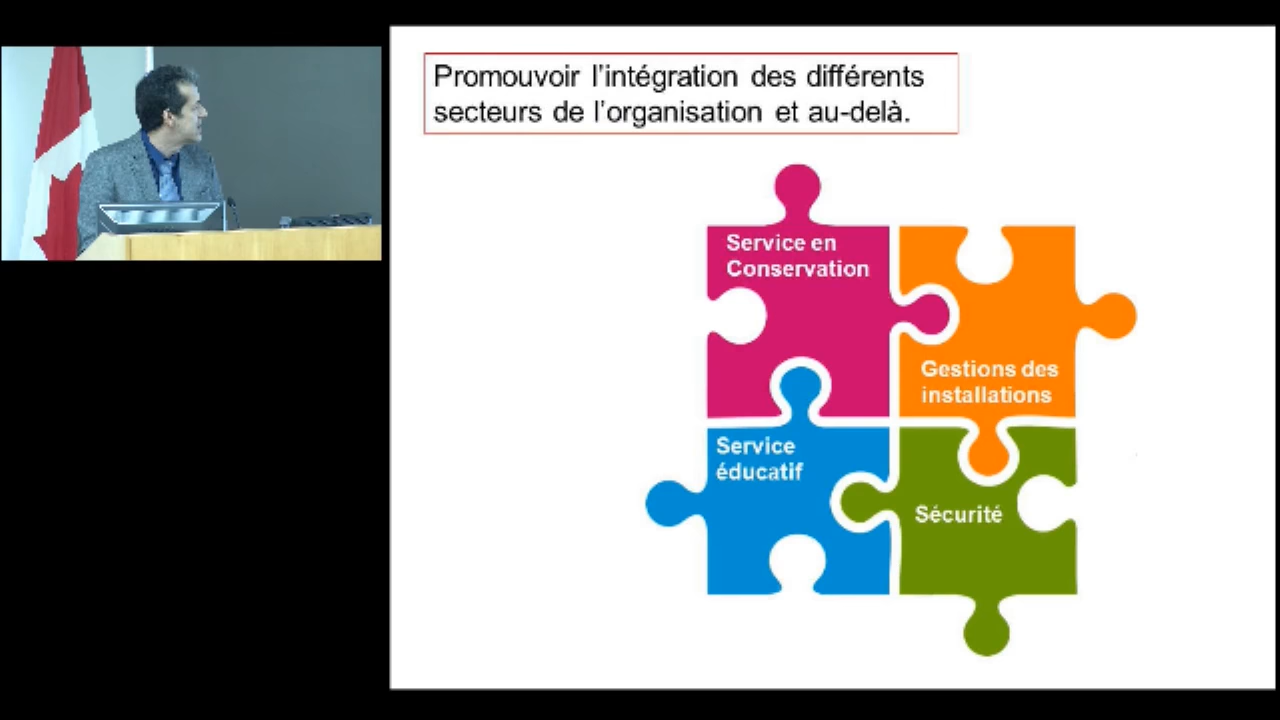 Promouvoir l'intégration des différents
secteurs de l'organisation et au-delà.
Service en
Conservation
Gestions des
installations
Service
éducatif
Sécurité